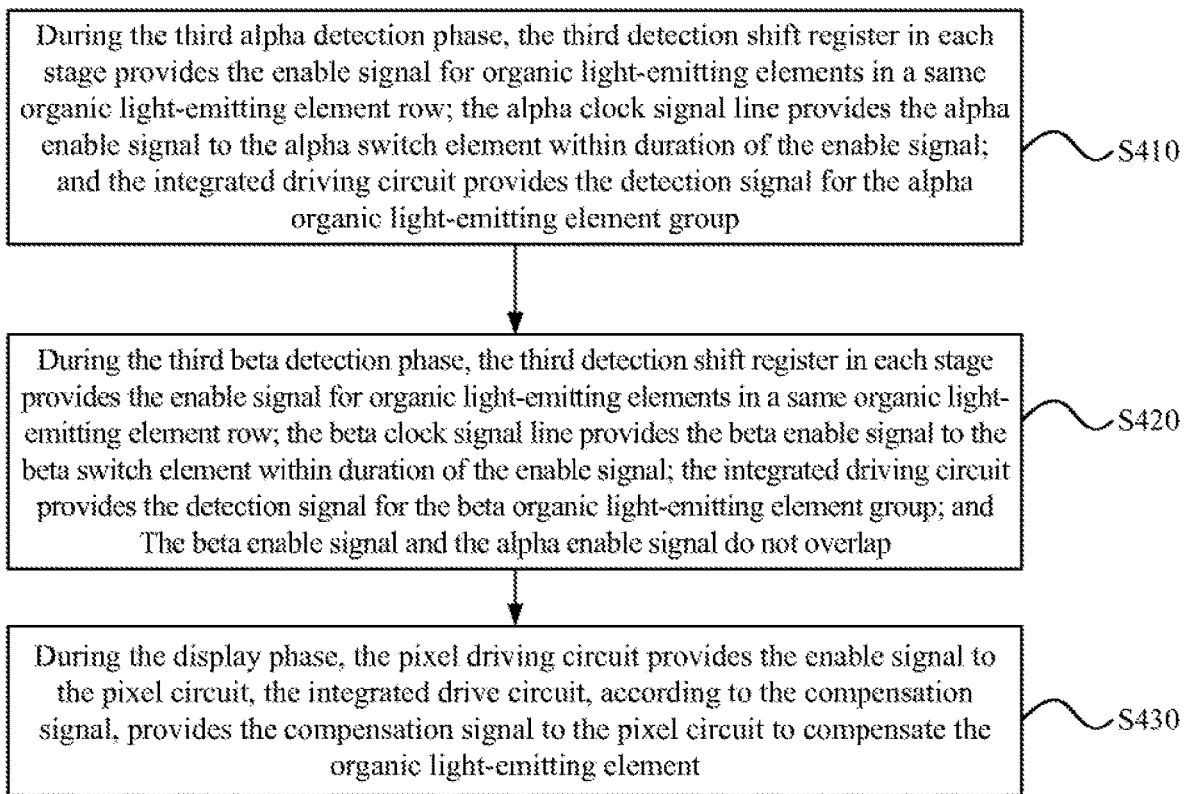 During the third alpha detection phase, the third detection shift register in each
stage provides the enable signal for organic light-emitting elements in a same
organic light-emitting element row; the alpha clock signal line provides the alpha
enable signal to the alpha switch element within duration of the enable signal;
and the integrated driving circuit provides the detection signal for the alpha
organic light-emitting element group
S410
During the third beta detection phase, the third detection shift register in each stage
provides the enable signal for organic light-emitting elements in a same organic light-
emitting element row; the beta clock signal line provides the beta enable signal to the
beta switch element within duration of the enable signal; the integrated driving circuit
provides the detection signal for the beta organic light-emitting element group; and
The beta enable signal and the alpha enable signal do not overlap
S420
During the display phase, the pixel driving circuit provides the enable signal to
the pixel circuit, the integrated drive circuit, according to the compensation
signal, provides the compensation signal to the pixel circuit to compensate the
organic light-emitting element
S430